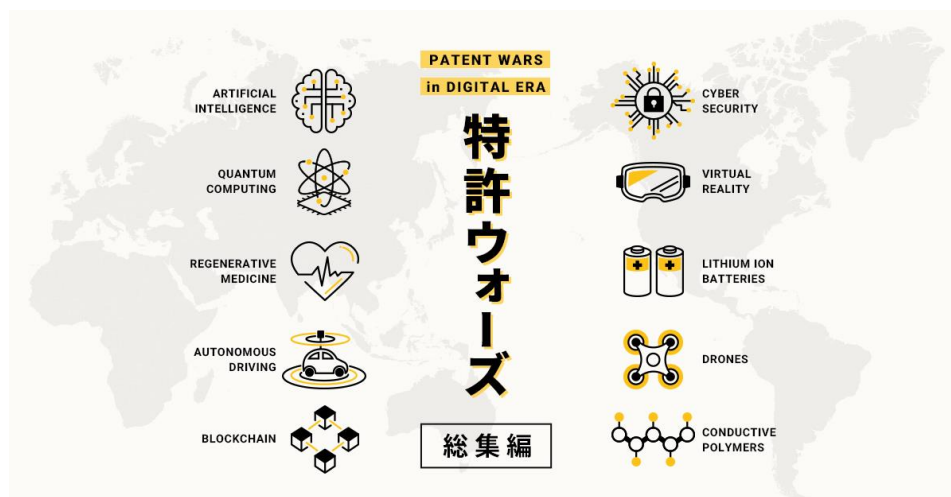 PATENT WARS
in DIGITAL ERA
特許ウォーズ
総集編
ARTIFICIAL
INTELLIGENCE
QUANTUM
COMPUTING
REGENERATIVE
MEDICINE
AUTONOMOUS
DRIVING
BLOCKCHAIN
CYBER
SECURITY
VIRTUAL
REALITY
LITHIUM ION
BATTERIES
DRONES
CONDUCTIVE
POLYMERS